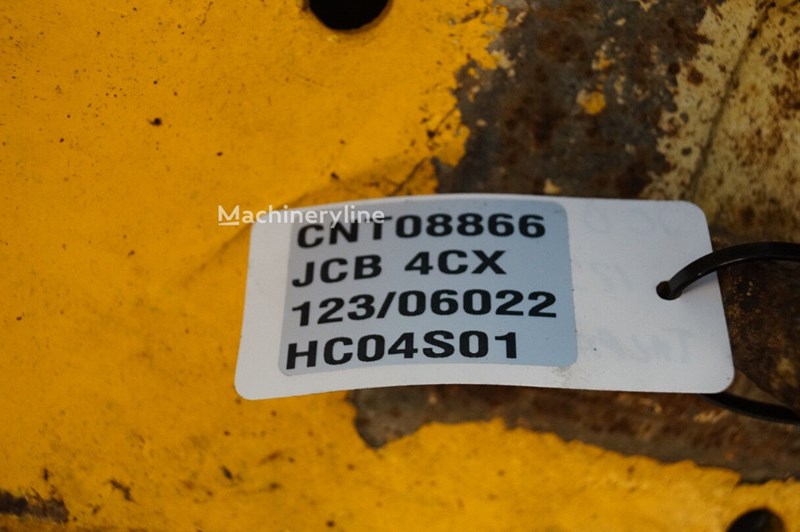 Machineryline
CNT08866
JCB 4CX
123/06022
HC04S01